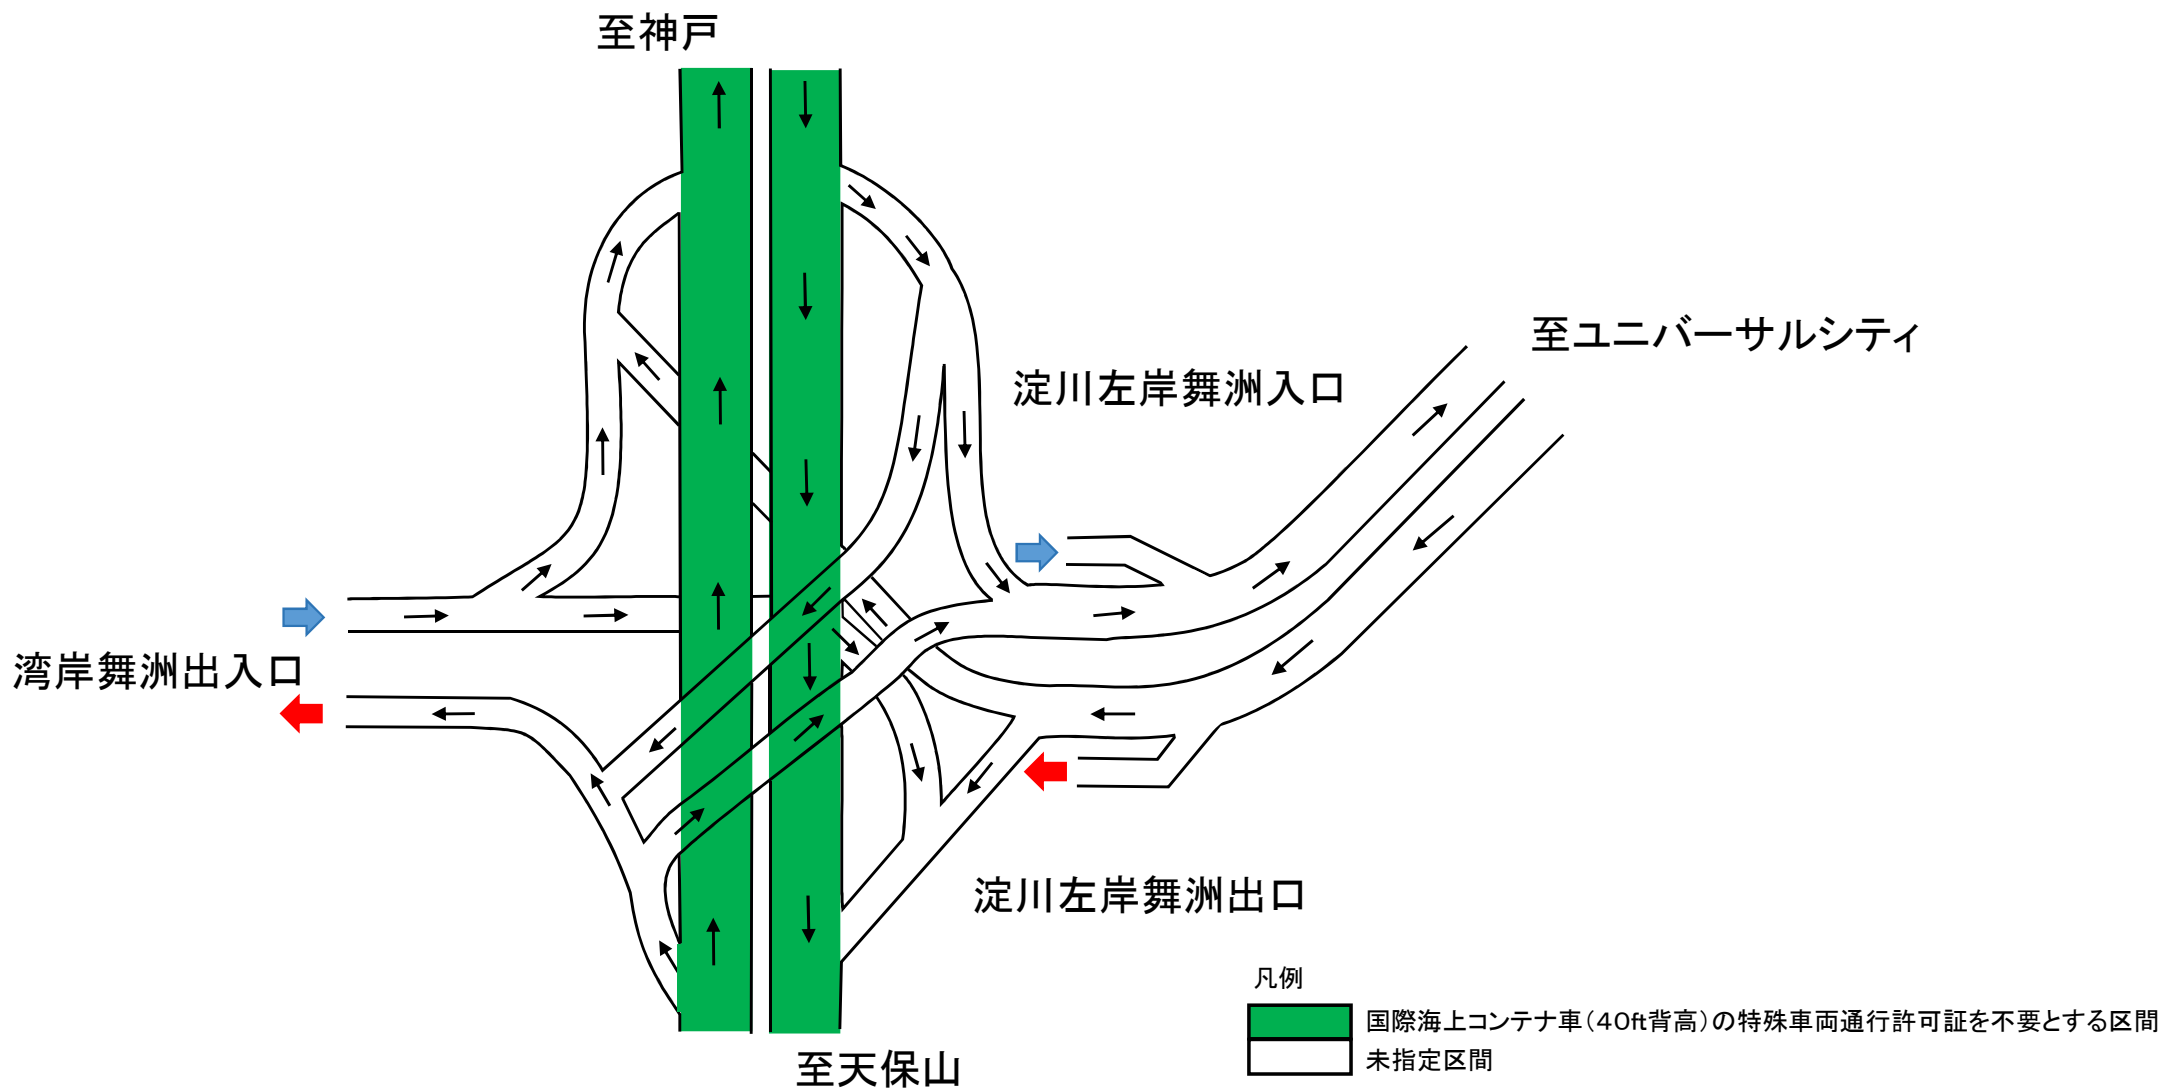 至神戸
至ユニバーサルシティ
淀川左岸舞洲入口
湾岸舞洲出入口
淀川左岸舞洲出口
凡例
国際海上コンテナ車(40ft背高)の特殊車両通行許可証を不要とする区間
未指定区間
至天保山